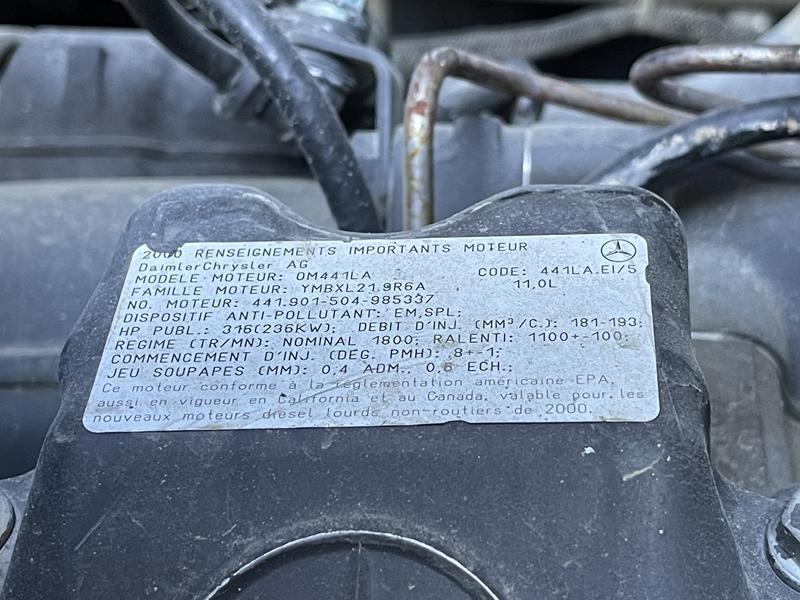 2000 RENSEIGNEMENTS IMPORTANTS MOTEUR
DaimlerChrysler AG
MODELE MOTEUR: OM441LA CODE: 441LA.EI/5
FAMILLE MOTEUR: YMBXL21.9R6A 11,0L
NO. MOTEUR: 441.901-504-985337
DISPOSITIF ANTI-POLLUTANT: EM,SPL;
HP PUBL.: 316(236KW); DEBIT D'INJ. (MM³/C.): 181-193;
REGIME (TR/MN): NOMINAL 1800; RALENTI: 1100+-100;
COMMENCEMENT D'INJ. (DEG. PMH): 8+-1;
JEU SOUPAPES (MM): 0,4 ADM., 0,6 ECH.;
Ce moteur conforme à la réglementation américaine EPA,
aussi en vigueur en California et au Canada, valable pour les
nouveaux moteurs diesel lourds non-routiers de 2000.